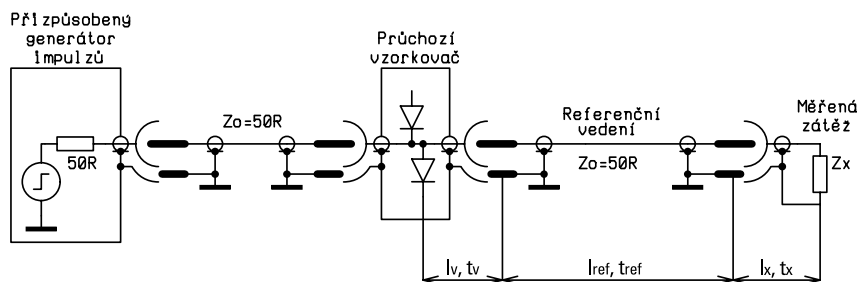 Přizpůsobený
generátor
impulzů
50R
Zo=50R
Průchozí
vzorkovač
Referenční
vedení
Zo=50R
Měřená
zátěž
Zx
lv, tv
lref, tref
lx, tx